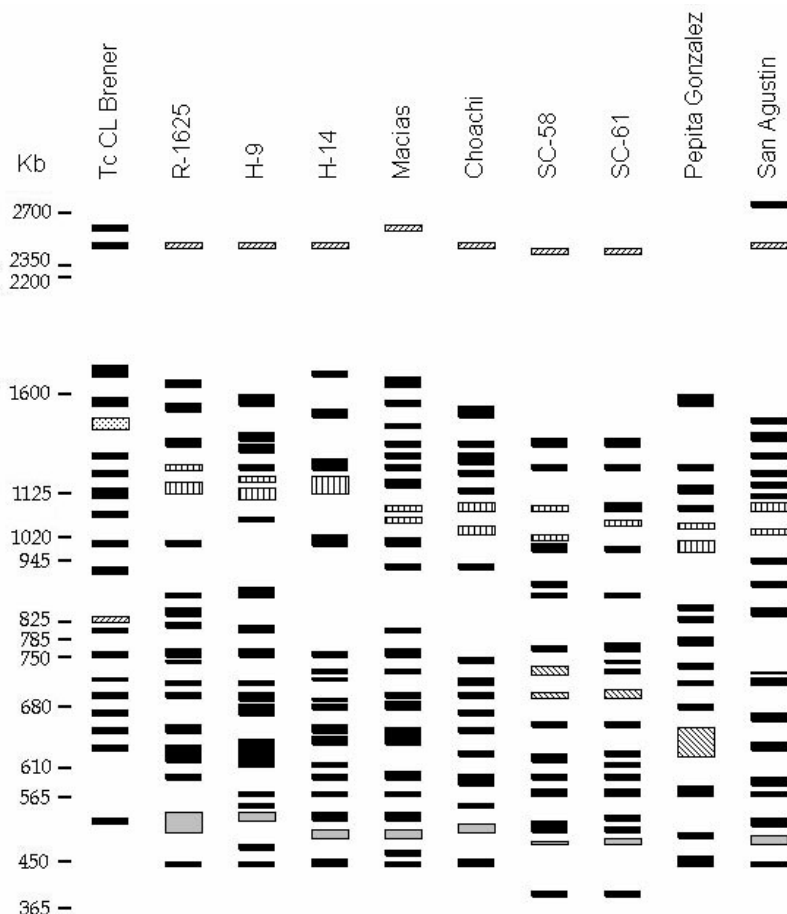 Kb
Tc CL Brener
R-1625
H-9
H-14
Macias
Choachi
SC-58
SC-61
Pepita Gonzalez
San Agustin
2700
2350
2200
1600
1125
1020
945
825
785
750
680
610
565
450
365